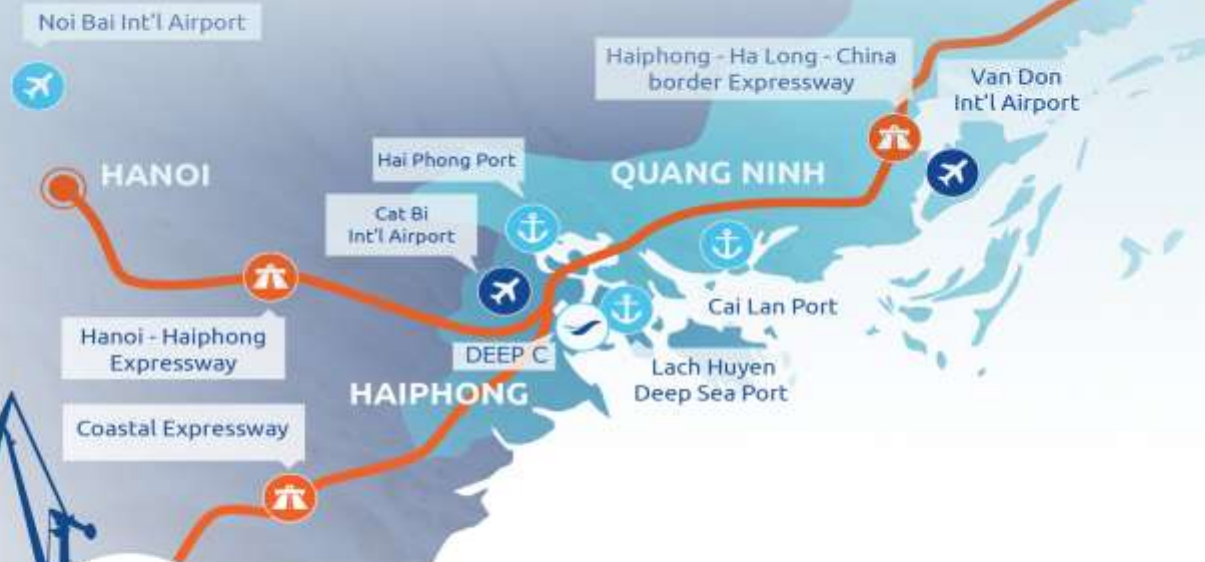 Noi Bai Int'l Airport
Haiphong - Ha Long - China
border Expressway
Van Don
Int'l Airport
HANOI
Hai Phong Port
QUANG NINH
Cat Bi
Int'l Airport
Cai Lan Port
Hanoi - Haiphong
Expressway
DEEP C
Lach Huyen
Deep Sea Port
HAIPHONG
Coastal Expressway